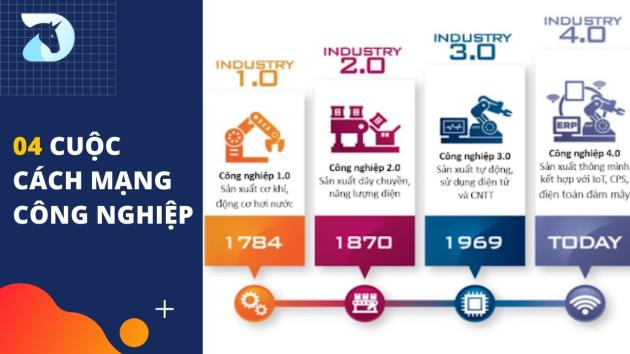 04 CUỘC
CÁCH MẠNG
CÔNG NGHIỆP
INDUSTRY
1.0
Công nghiệp 1.0
Sản xuất cơ khí,
động cơ hơi nước
1784
INDUSTRY
2.0
Công nghiệp 2.0
Sản xuất dây chuyền,
năng lượng điện
1870
INDUSTRY
3.0
Công nghiệp 3.0
Sản xuất tự động,
sử dụng điện tử
và CNTT
1969
INDUSTRY
4.0
ERP
Công nghiệp 4.0
Sản xuất thông minh
kết hợp với IoT, CPS,
điện toán đám mây
TODAY